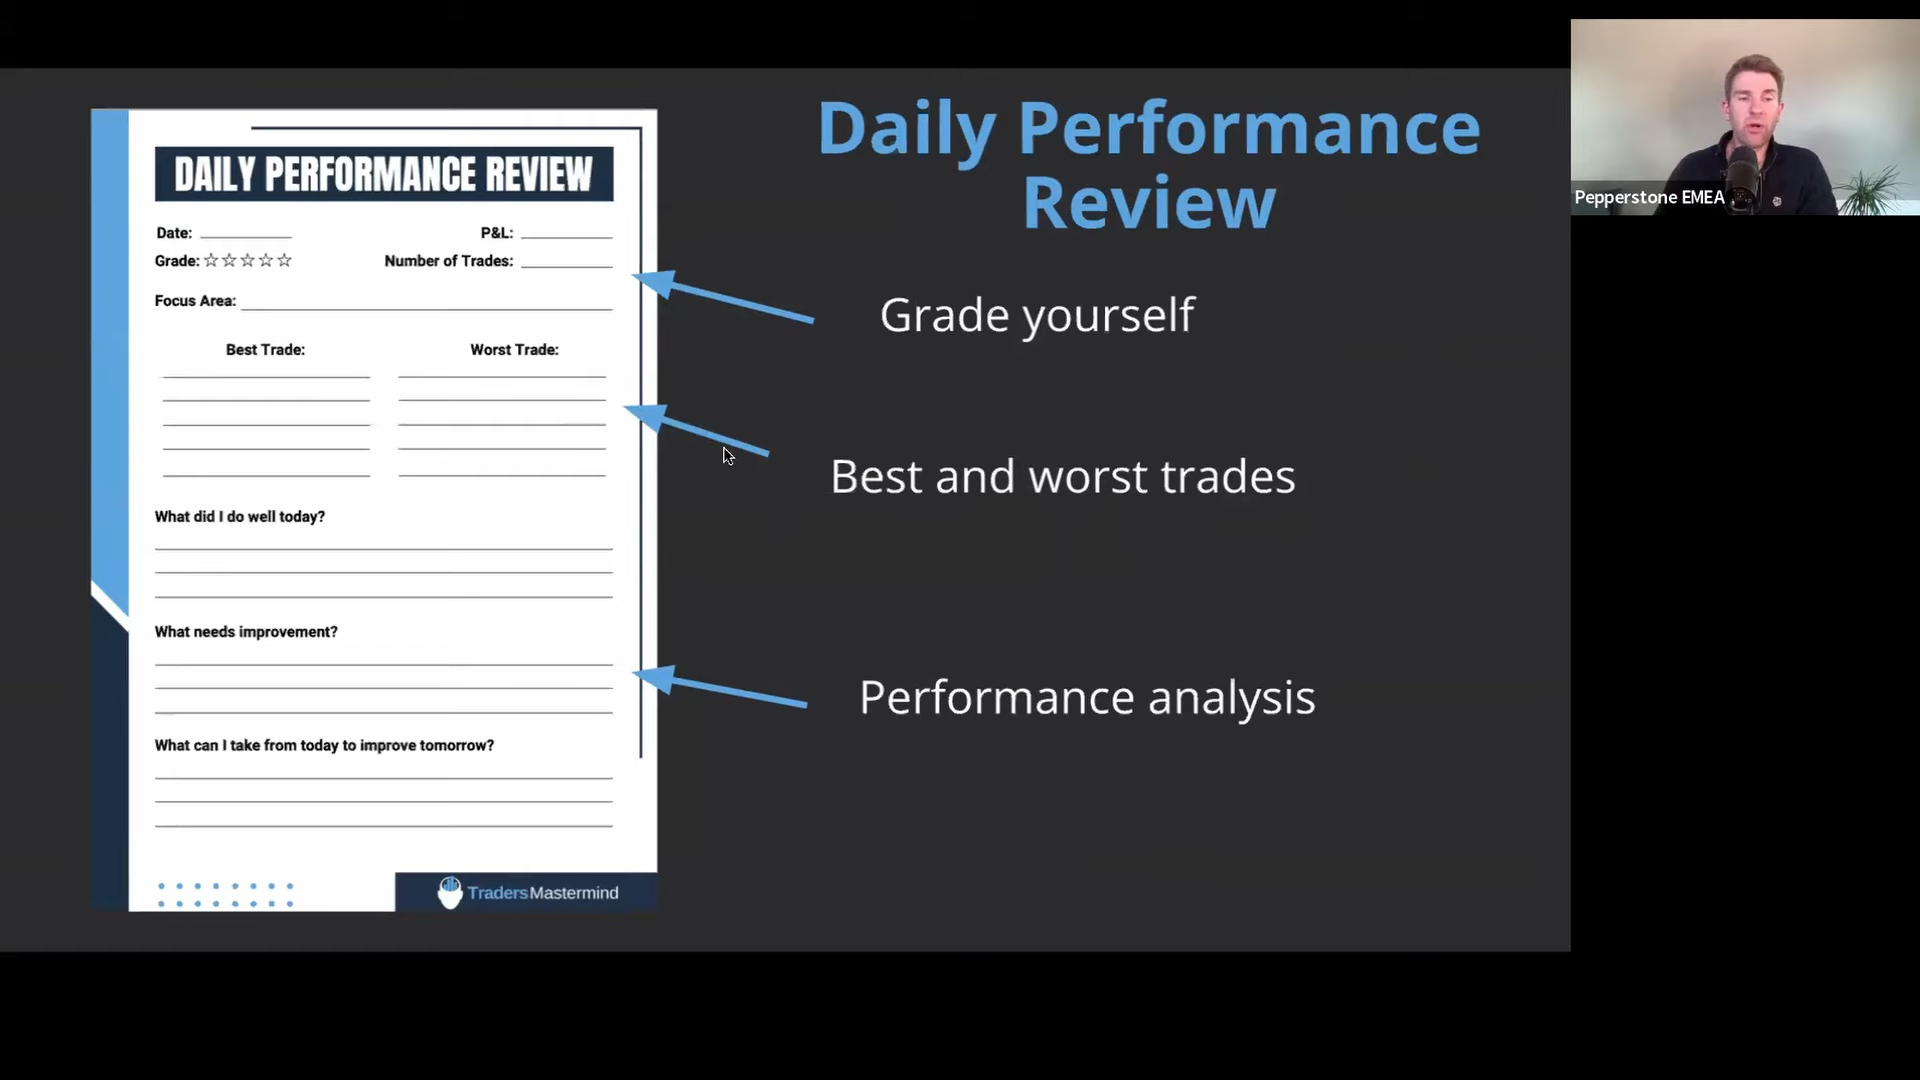 DAILY PERFORMANCE REVIEW
Date:
P&L:
Grade: ☆☆☆☆☆
Number of Trades:
Focus Area:
Best Trade:
Worst Trade:
What did I do well today?
What needs improvement?
What can I take from today to improve tomorrow?
TradersMastermind
Daily Performance
Review
Grade yourself
Best and worst trades
Performance analysis
Pepperstone EMEA